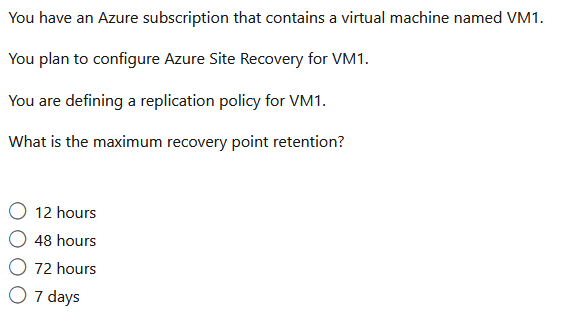 You have an Azure subscription that contains a virtual machine named VM1.
You plan to configure Azure Site Recovery for VM1.
You are defining a replication policy for VM1.
What is the maximum recovery point retention?
12 hours
48 hours
72 hours
7 days